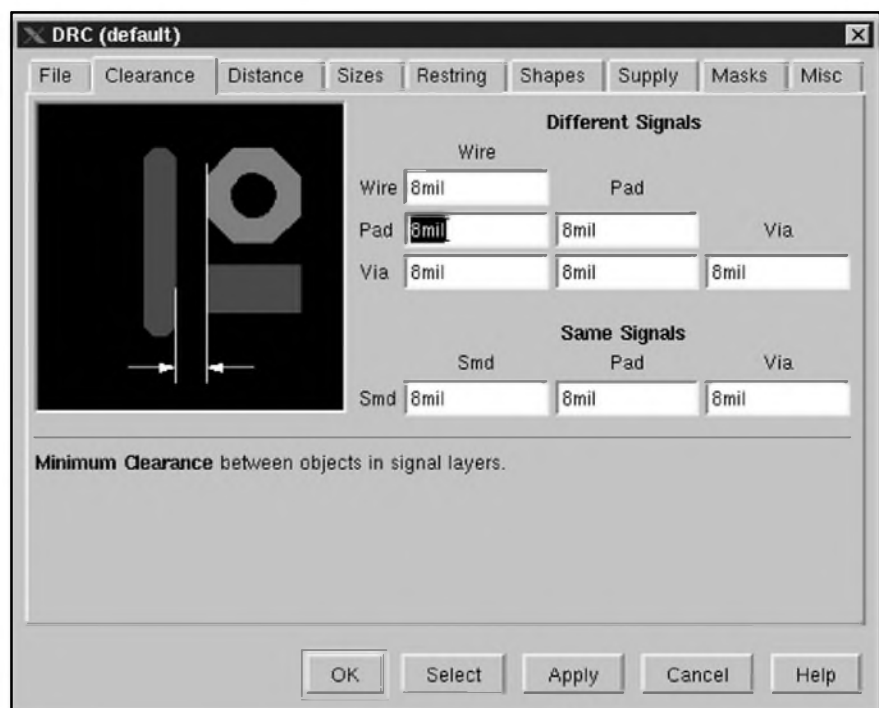 DRC (default)
File Clearance Distance Sizes Restring Shapes Supply Masks Misc
Different Signals
Wire
Wire 8mil Pad
Pad 8mil 8mil Via
Via 8mil 8mil 8mil
Same Signals
Smd Pad Via
Smd 8mil 8mil 8mil
Minimum Clearance between objects in signal layers.
OK Select Apply Cancel Help